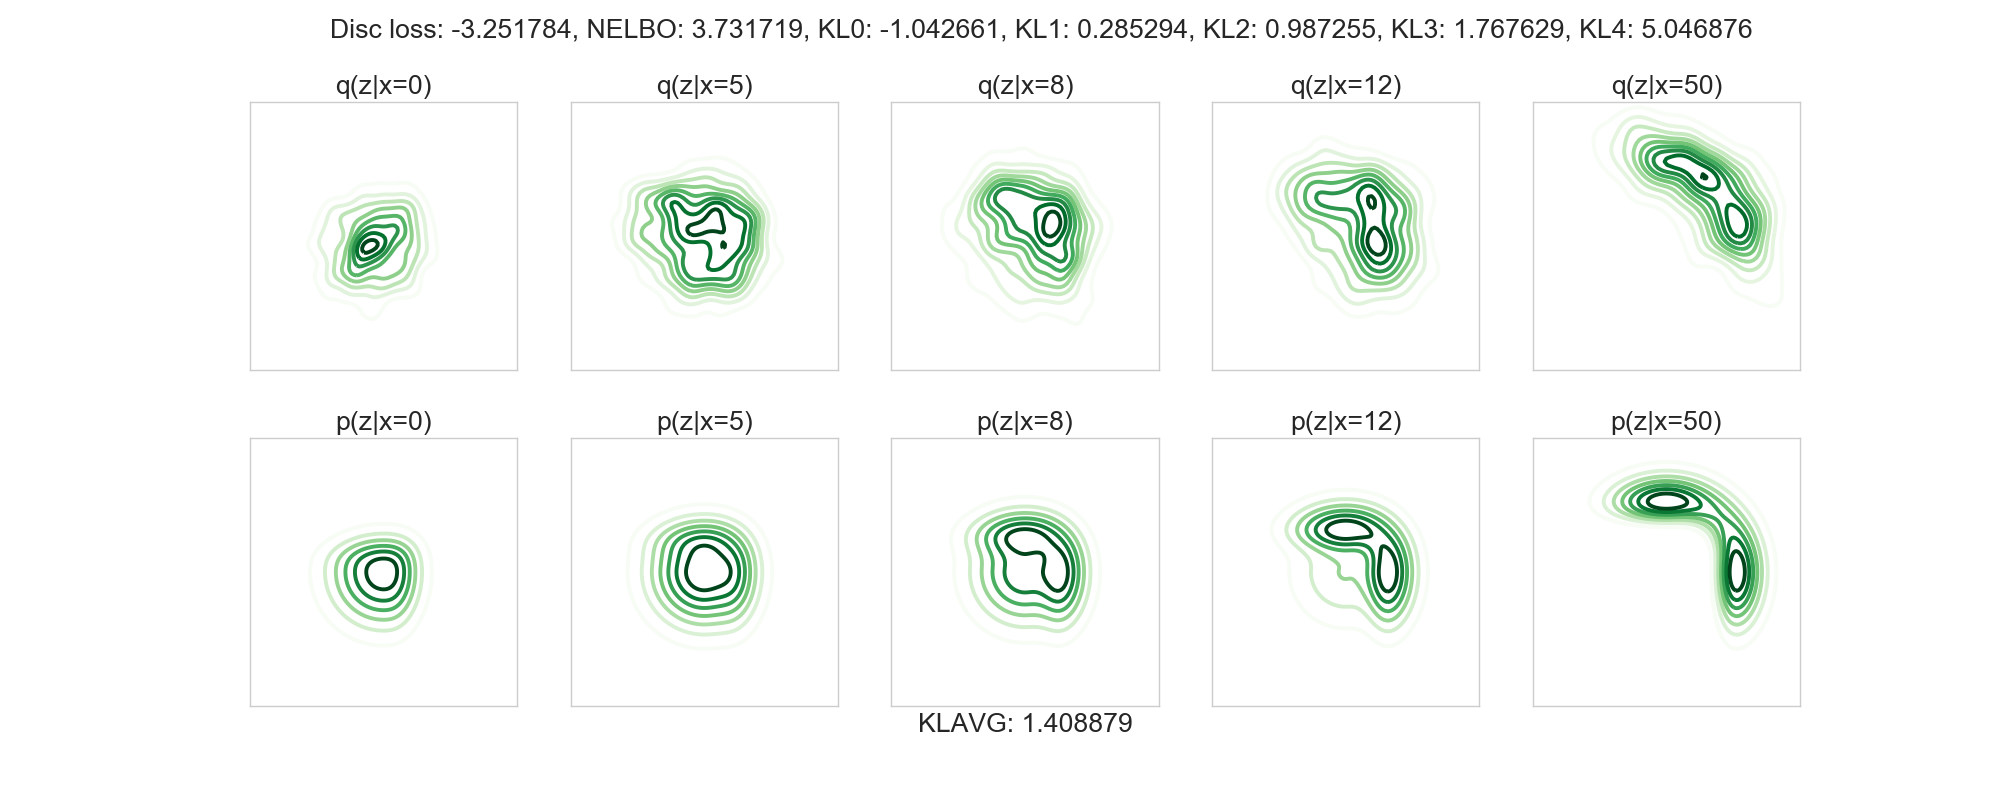 Disc loss: -3.251784, NELBO: 3.731719, KL0: -1.042661, KL1: 0.285294, KL2: 0.987255, KL3: 1.767629, KL4: 5.046876
q(z|x=0) q(z|x=5) q(z|x=8) q(z|x=12) q(z|x=50)
p(z|x=0) p(z|x=5) p(z|x=8) p(z|x=12) p(z|x=50)
KLAVG: 1.408879